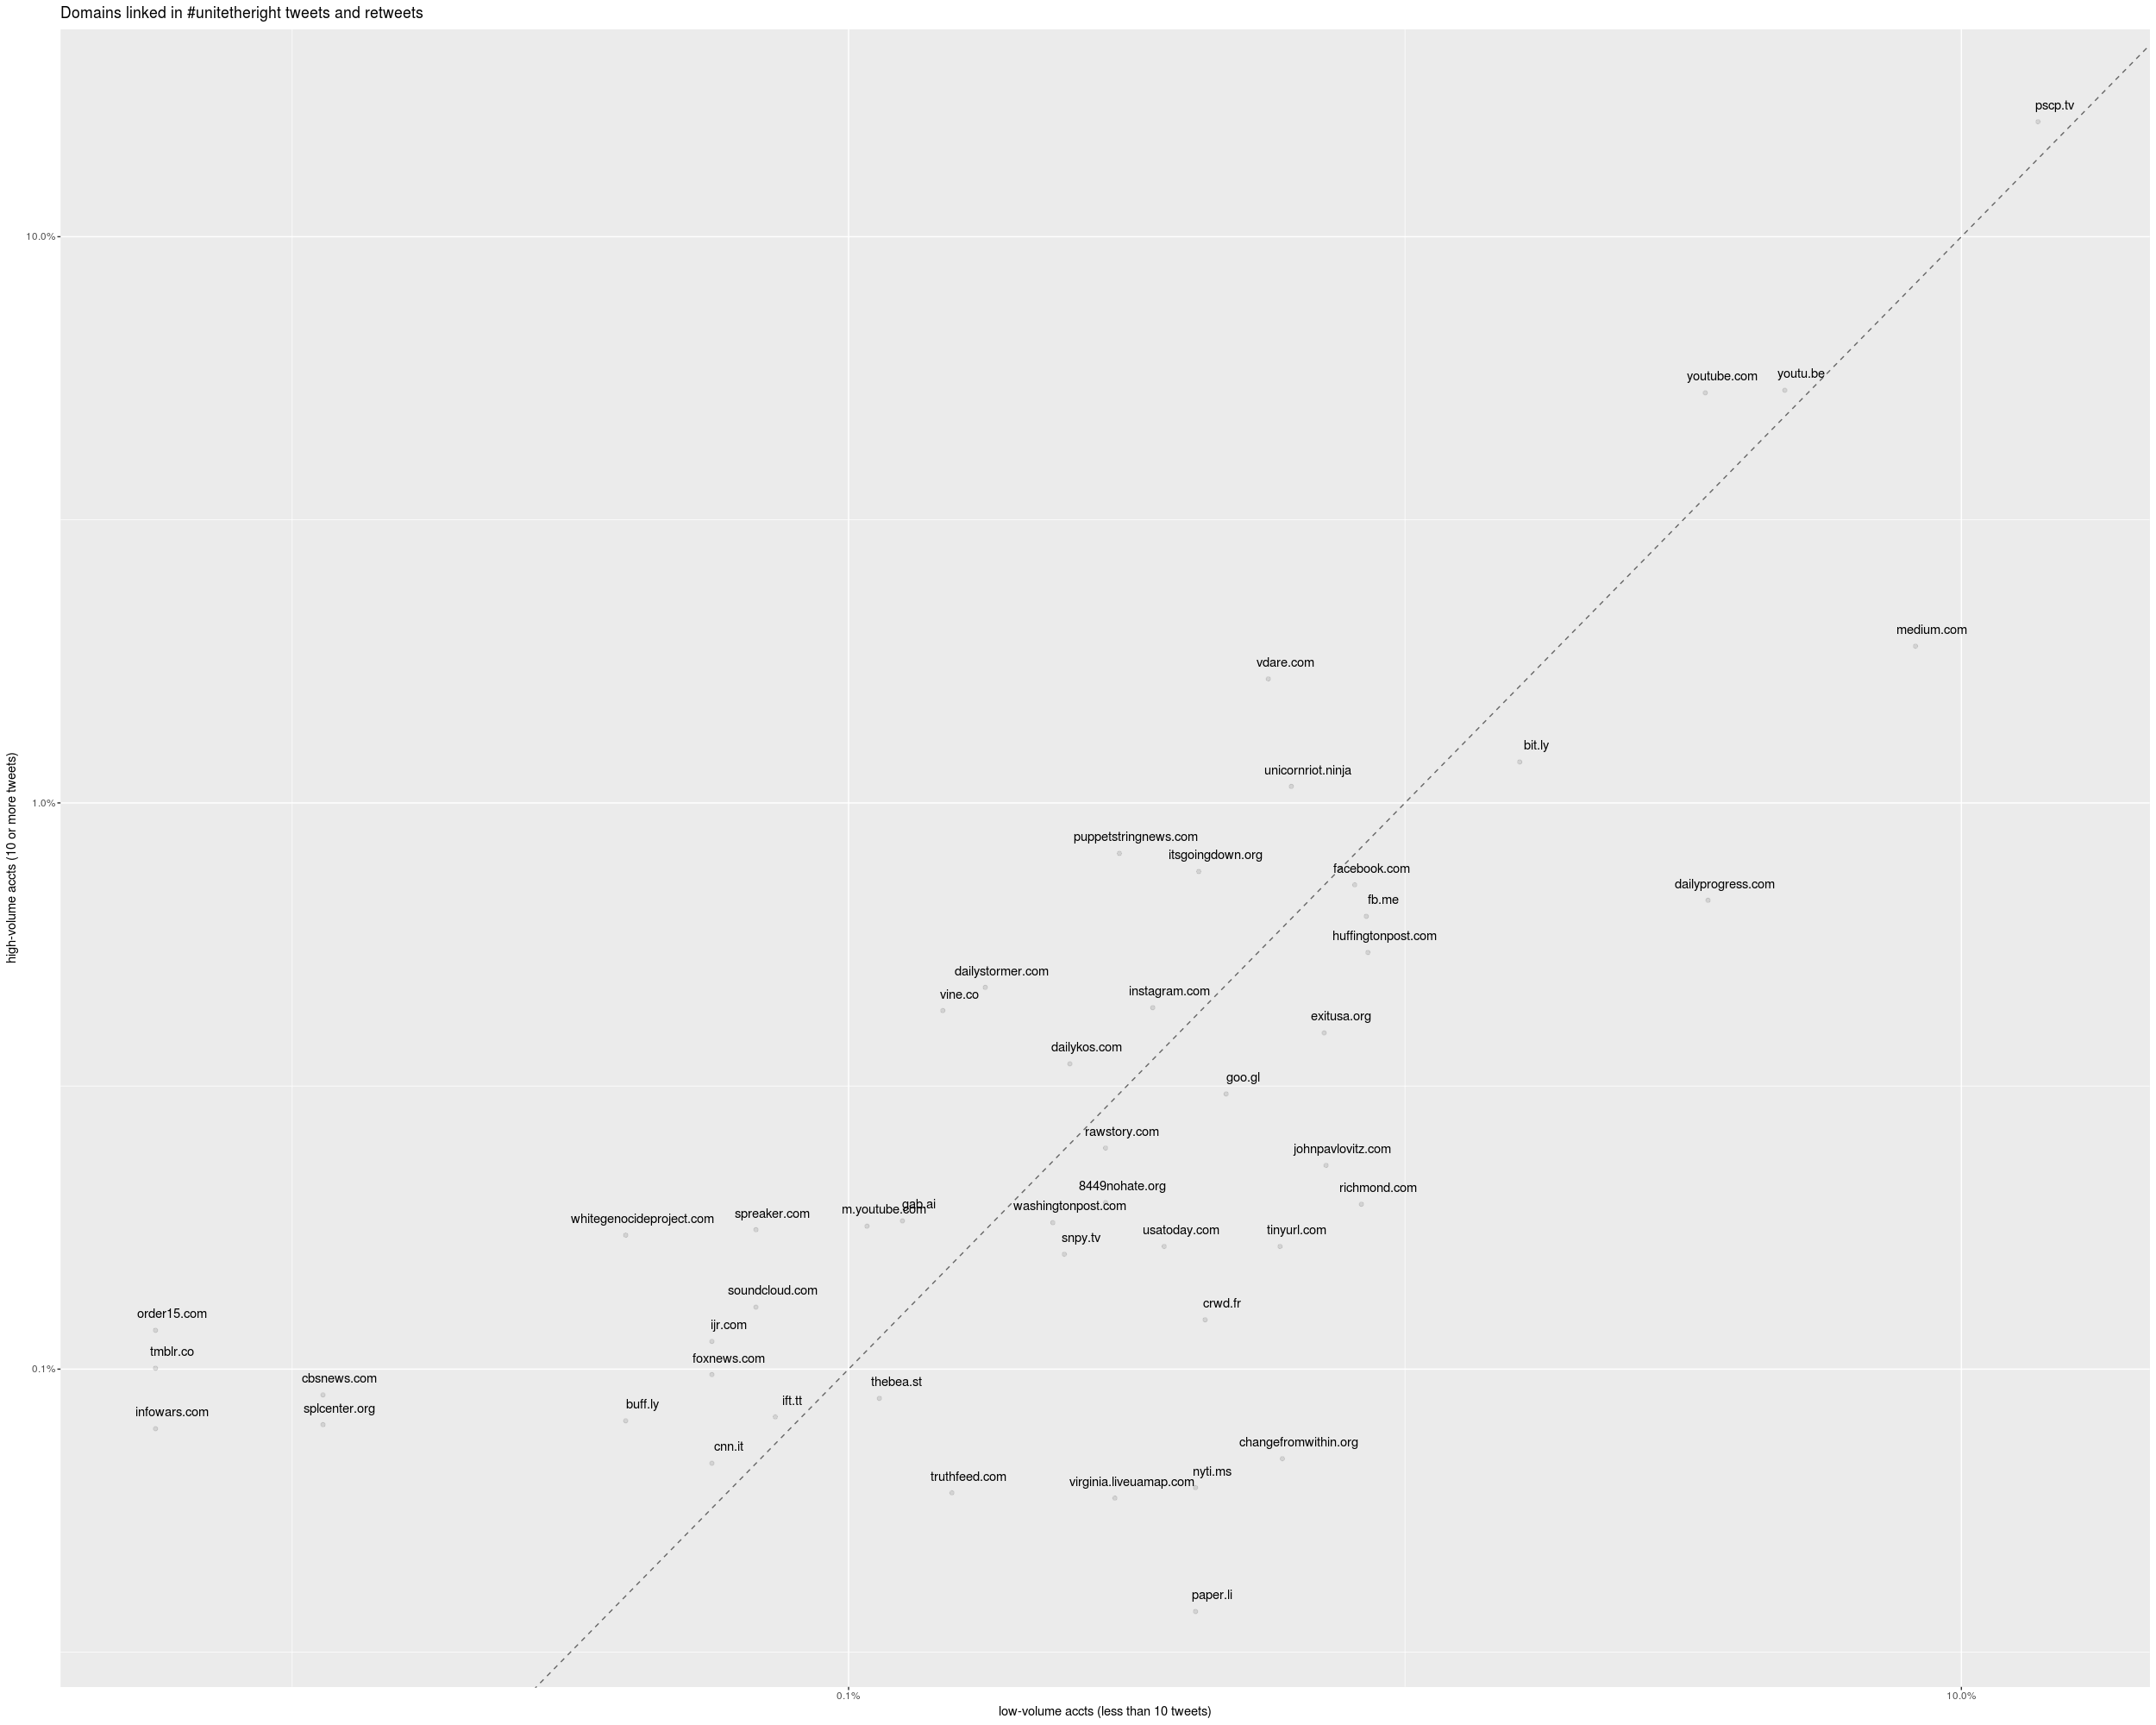 Domains linked in #unitetheright tweets and retweets
pscp.tv
10.0%
youtube.com
youtu.be
medium.com
vdare.com
bit.ly
unicornriot.ninja
1.0%
puppetstringnews.com
itsgoingdown.org
facebook.com
dailyprogress.com
fb.me
huffingtonpost.com
dailystormer.com
vine.co
instagram.com
exitusa.org
dailykos.com
goo.gl
rawstory.com
johnpavlovitz.com
8449nohate.org
richmond.com
gab.ai
m.youtube.com
washingtonpost.com
whitegenocideproject.com
spreaker.com
usatoday.com
tinyurl.com
snpy.tv
soundcloud.com
crwd.fr
order15.com
ijr.com
tmblr.co
foxnews.com
0.1%
cbsnews.com
thebea.st
ift.tt
buff.ly
splcenter.org
infowars.com
changefromwithin.org
cnn.it
nyti.ms
truthfeed.com
virginia.liveuamap.com
paper.li
0.1%
10.0%
low-volume accts (less than 10 tweets)
high-volume accts (10 or more tweets)